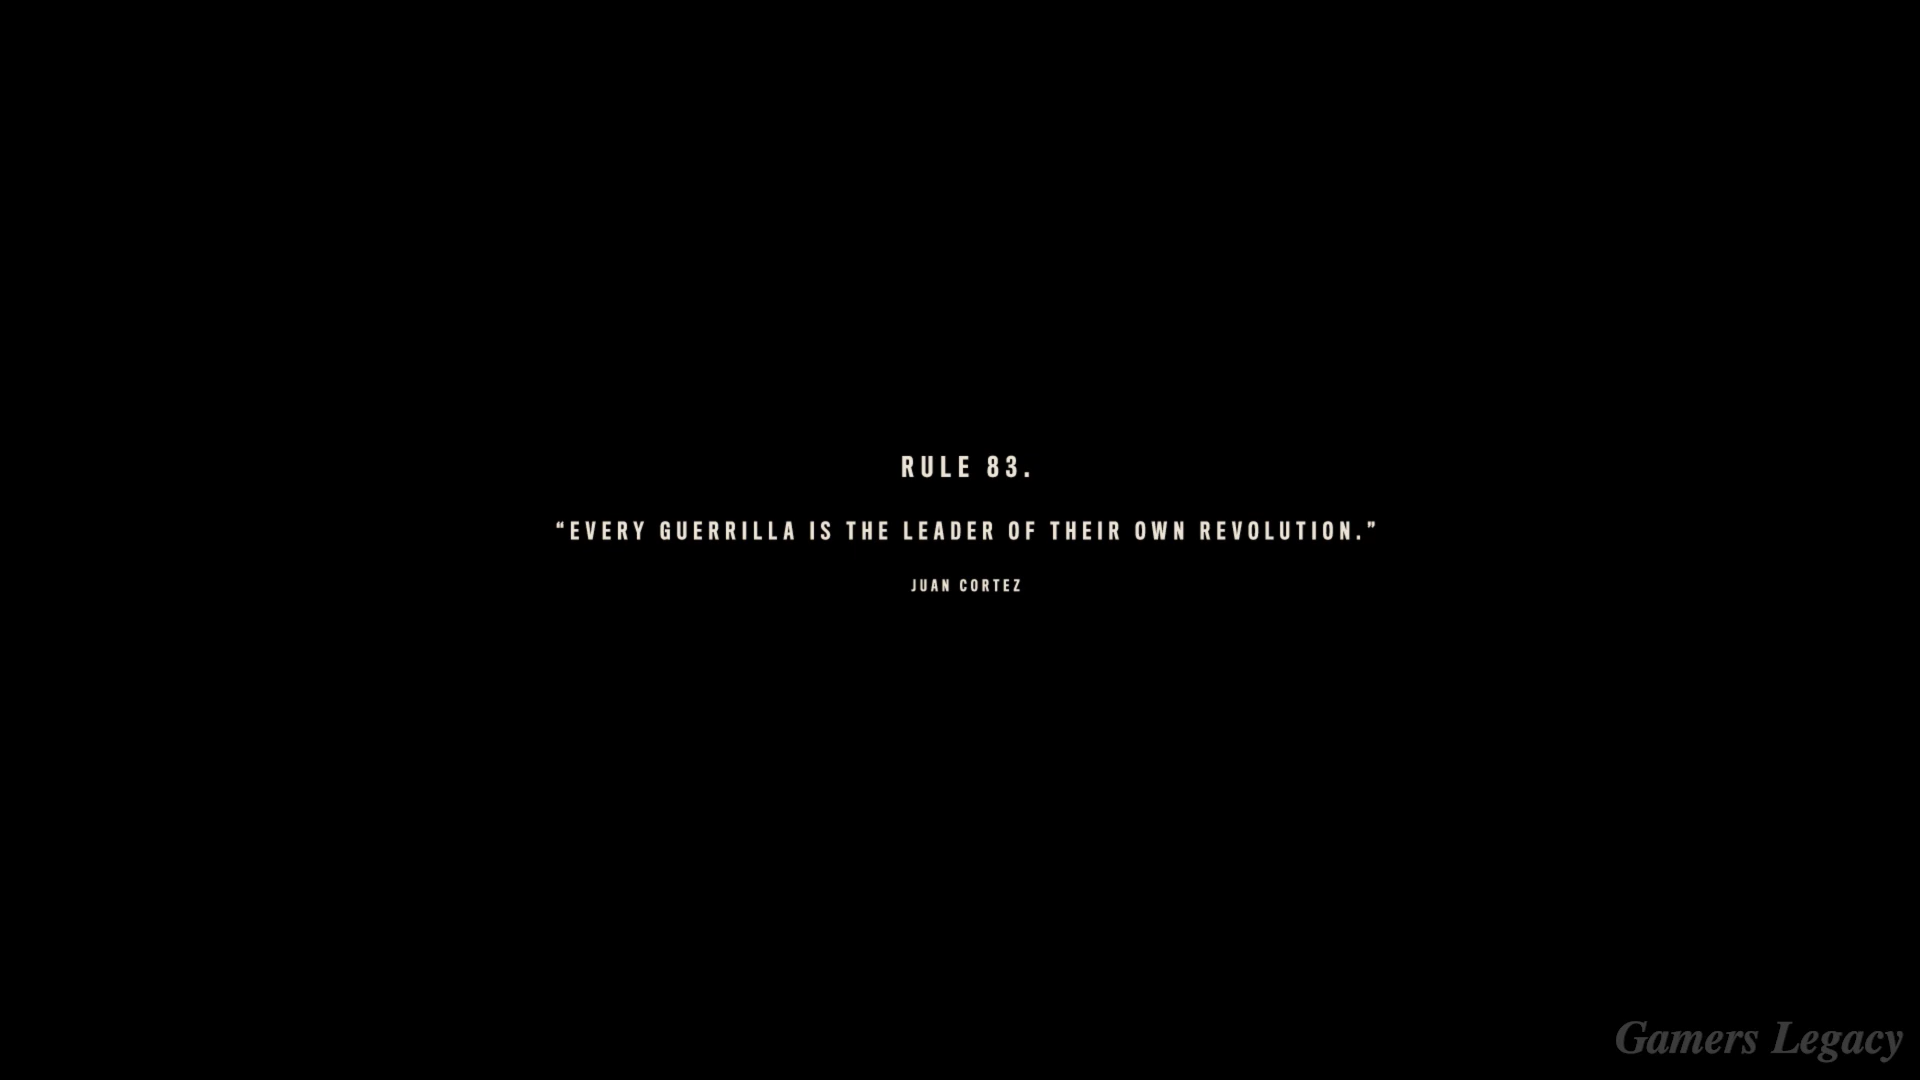 RULE 83.
“EVERY GUERRILLA IS THE LEADER OF THEIR OWN REVOLUTION.”
JUAN CORTEZ
Gamers Legacy